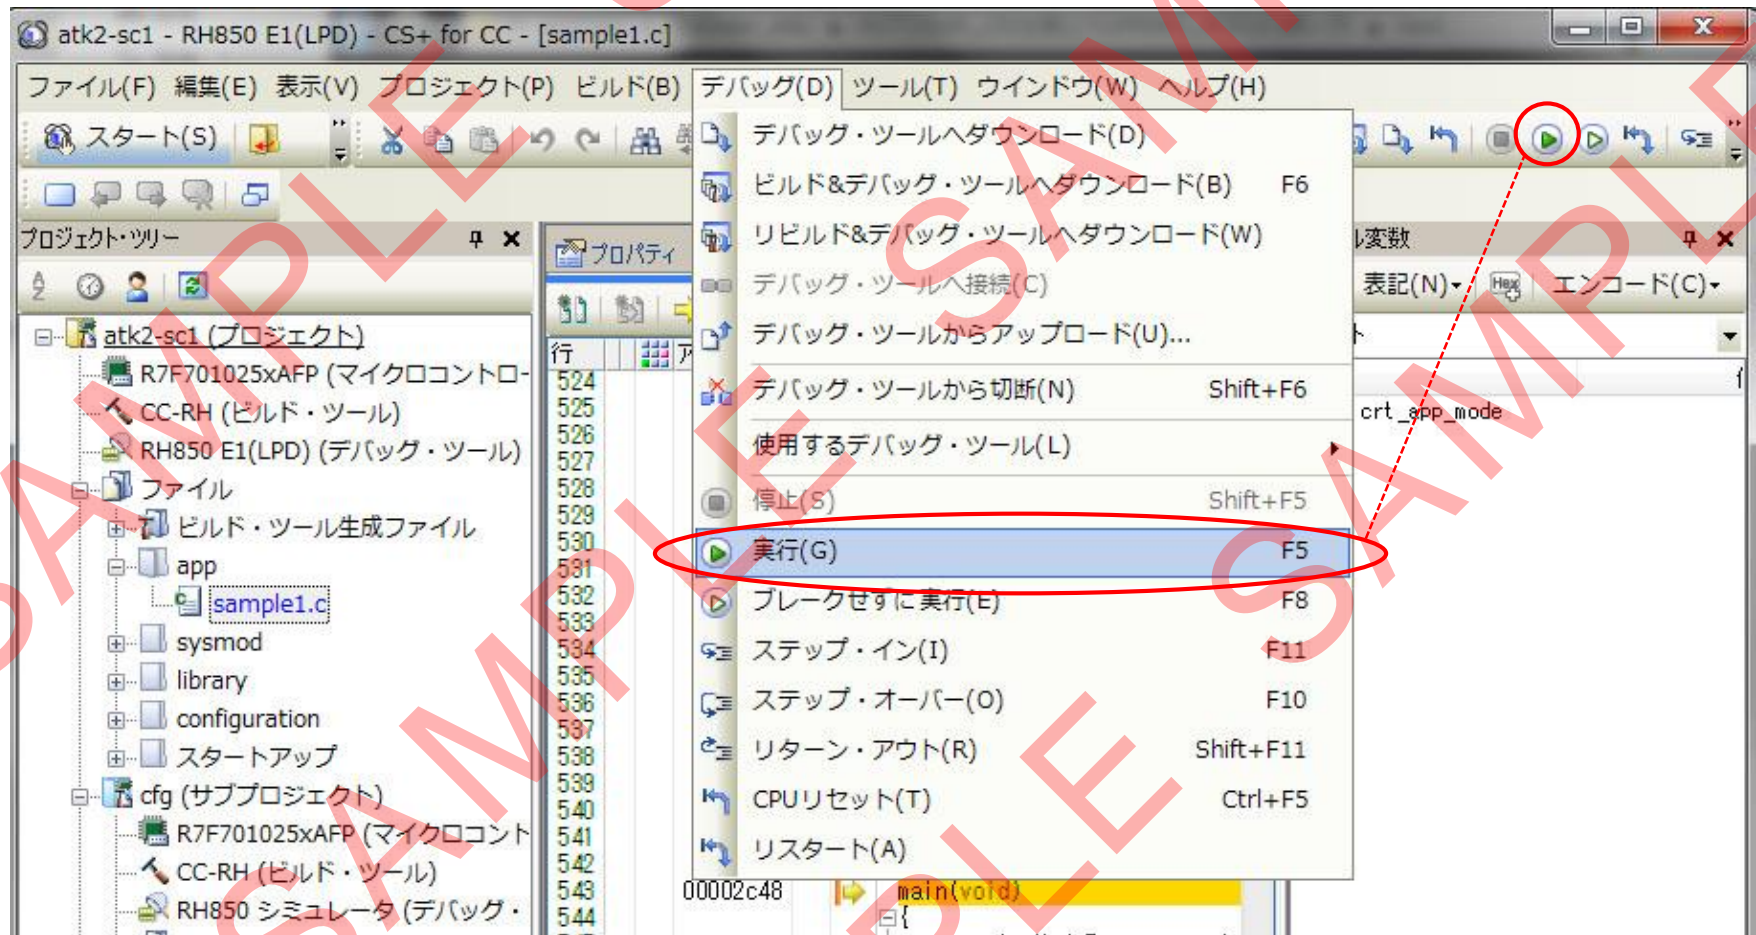 atk2-sc1 - RH850 E1(LPD) - CS+ for CC - [sample1.c]
ファイル(F) 編集(E) 表示(V) プロジェクト(P) ビルド(B) デバッグ(D) ツール(T) ウインドウ(W) ヘルプ(H)
スタート(S)
プロジェクト・ツリー
atk2-sc1 (プロジェクト)
R7F701025xAFP (マイクロコントロー
CC-RH (ビルド・ツール)
RH850 E1(LPD) (デバッグ・ツール)
ファイル
ビルド・ツール生成ファイル
app
sample1.c
sysmod
library
configuration
スタートアップ
cfg (サブプロジェクト)
R7F701025xAFP (マイクロコント
CC-RH (ビルド・ツール)
RH850 シミュレータ (デバッグ・
プロパティ
行
524
525
526
527
528
529
530
531
532
533
534
535
536
537
538
539
540
541
542
543 00002c48 main(void)
544 {
デバッグ・ツールへダウンロード(D)
ビルド&デバッグ・ツールへダウンロード(B) F6
リビルド&デバッグ・ツールへダウンロード(W)
デバッグ・ツールへ接続(C)
デバッグ・ツールからアップロード(U)...
デバッグ・ツールから切断(N) Shift+F6
使用するデバッグ・ツール(L)
停止(S) Shift+F5
実行(G) F5
ブレークせずに実行(E) F8
ステップ・イン(I) F11
ステップ・オーバー(O) F10
リターン・アウト(R) Shift+F11
CPUリセット(T) Ctrl+F5
リスタート(A)
ル変数
表記(N) Hex エンコード(C)
crt_app_mode
SAMPLE
SAMPLE
SAMPLE
SAMPLE